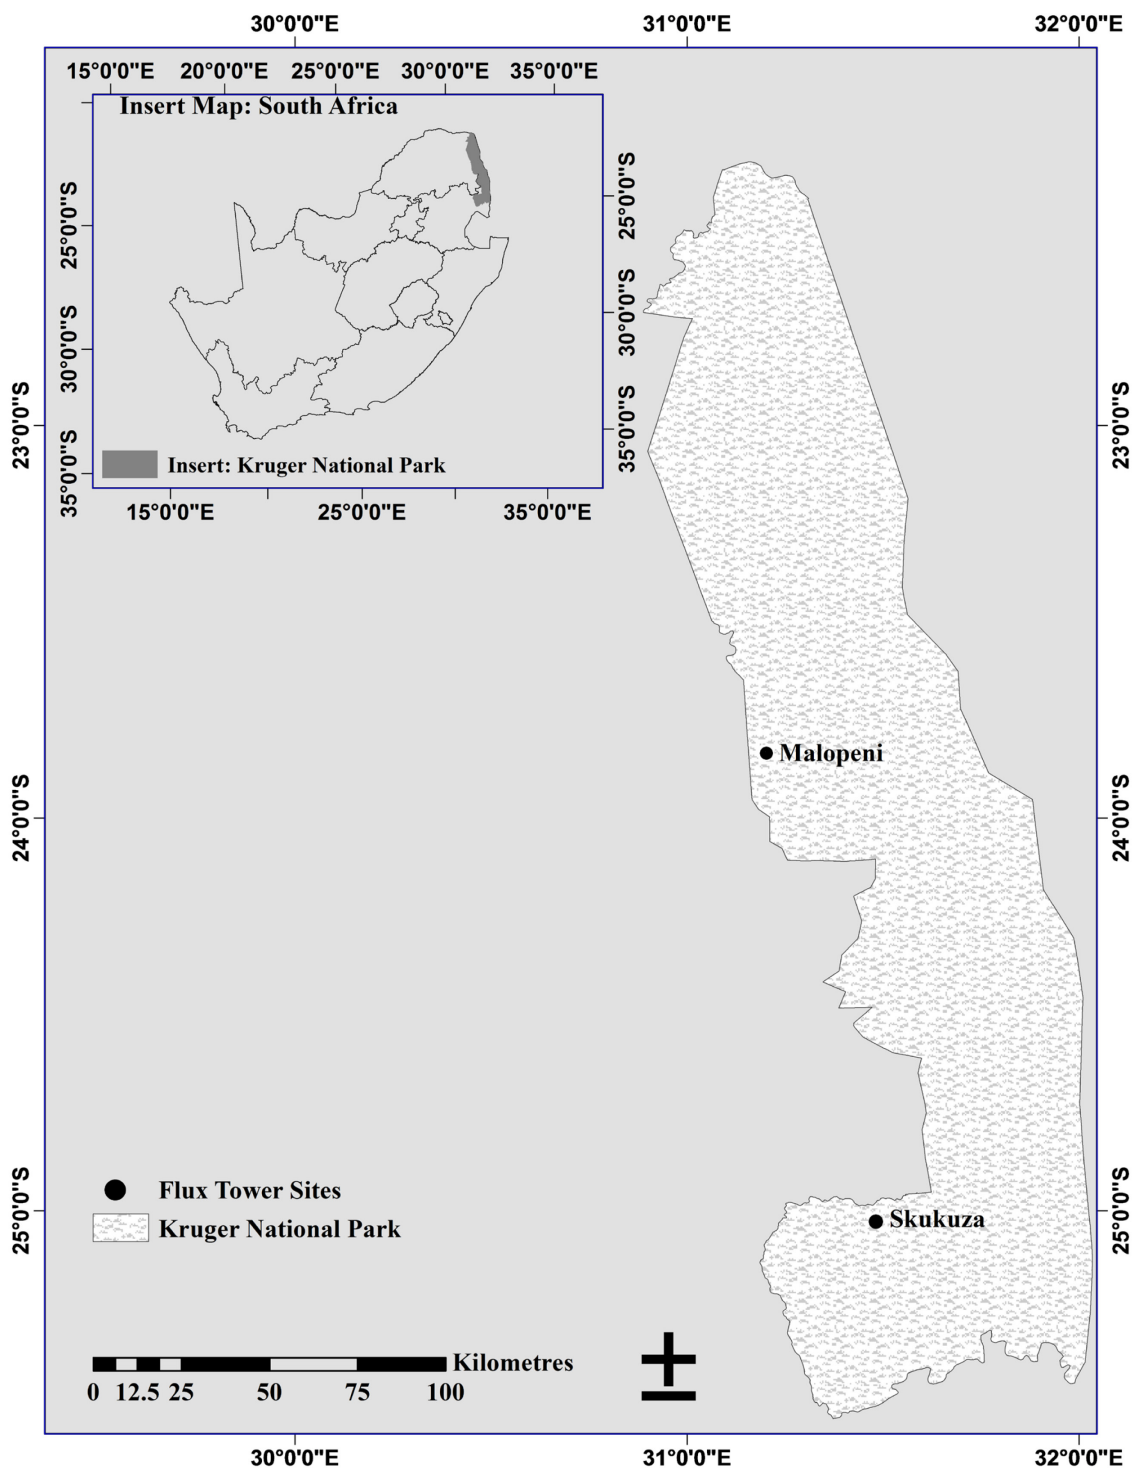 30°0'0"E 31°0'0"E 32°0'0"E
15°0'0"E 20°0'0"E 25°0'0"E 30°0'0"E 35°0'0"E
Insert Map: South Africa
25°0'0"S
25°0'0"S
30°0'0"S
30°0'0"S
35°0'0"S
35°0'0"S
Insert: Kruger National Park
15°0'0"E 25°0'0"E 35°0'0"E
23°0'0"S
23°0'0"S
Malopeni
24°0'0"S
24°0'0"S
Flux Tower Sites
Kruger National Park
Skukuza
25°0'0"S
25°0'0"S
Kilometres
0 12.5 25 50 75 100
30°0'0"E 31°0'0"E 32°0'0"E